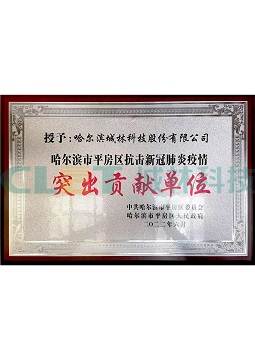 授予：哈尔滨城林科技股份有限公司
哈尔滨市平房区抗击新冠肺炎疫情
突出贡献单位
中共哈尔滨市平房区委员会
哈尔滨市平房区人民政府
二〇二二年六月